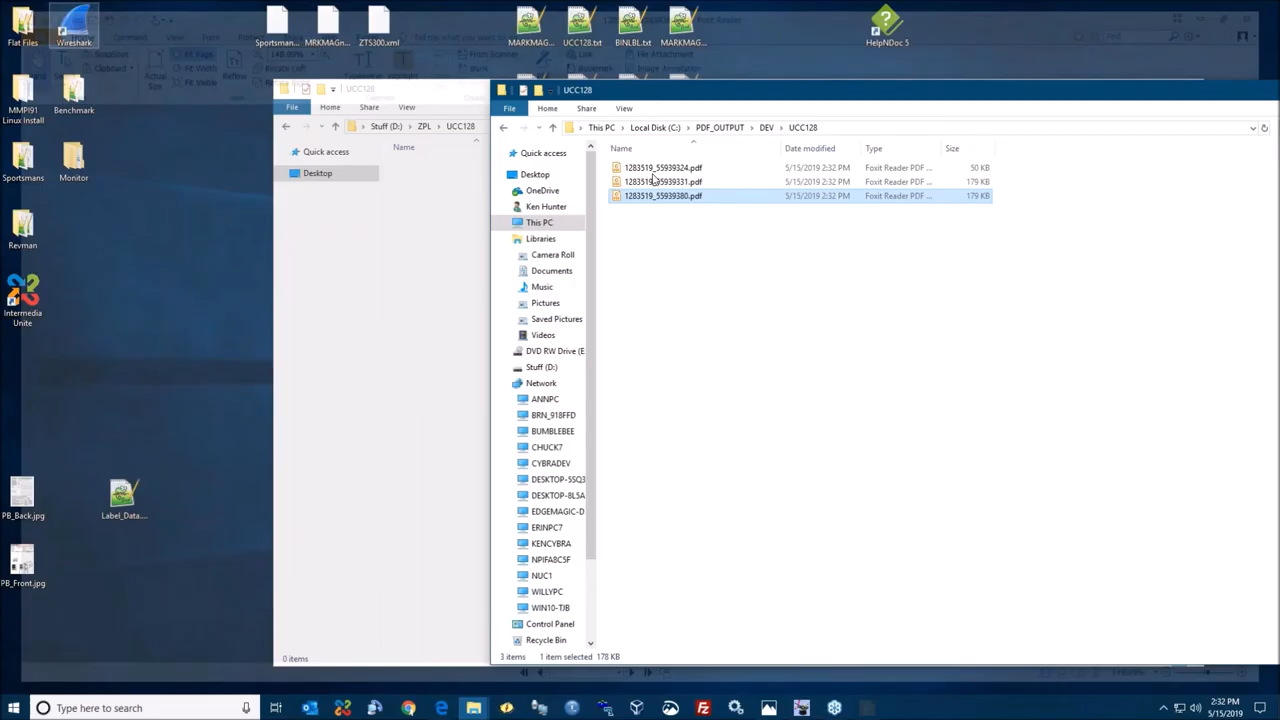 Flat Files
Wireshark
Sportsman...
MRKMAGn...
ZTS300.xml
MARKMAG...
UCC128.txt
BINLBL.txt
MARKMAG...
HelpNDoc 5
MMPI91
Linux Install
Benchmark
Sportsmans
Monitor
Revman
Intermedia
Unite
PB_Back.jpg
Label_Data....
PB_Front.jpg
UCC128
File
Home
Share
View
Stuff (D:)
ZPL
UCC128
Name
Quick access
Desktop
0 items
UCC128
File
Home
Share
View
This PC
Local Disk (C:)
PDF_OUTPUT
DEV
UCC128
Name
Date modified
Type
Size
1283519_55939324.pdf
5/15/2019 2:32 PM
Foxit Reader PDF ...
50 KB
1283519_55939331.pdf
5/15/2019 2:32 PM
Foxit Reader PDF ...
179 KB
1283519_55939380.pdf
5/15/2019 2:32 PM
Foxit Reader PDF ...
179 KB
Quick access
Desktop
OneDrive
Ken Hunter
This PC
Libraries
Camera Roll
Documents
Music
Pictures
Saved Pictures
Videos
DVD RW Drive (E
Stuff (D:)
Network
ANNPC
BRN_918FFD
BUMBLEBEE
CHUCK7
CYBRADEV
DESKTOP-5SQ3
DESKTOP-8L5A
EDGEMAGIC-D
ERINPC7
KENCYBRA
NPIFA8C5F
NUC1
WILLYPC
WIN10-TJB
Control Panel
Recycle Bin
3 items
1 item selected 178 KB
Type here to search
2:32 PM
5/15/2019